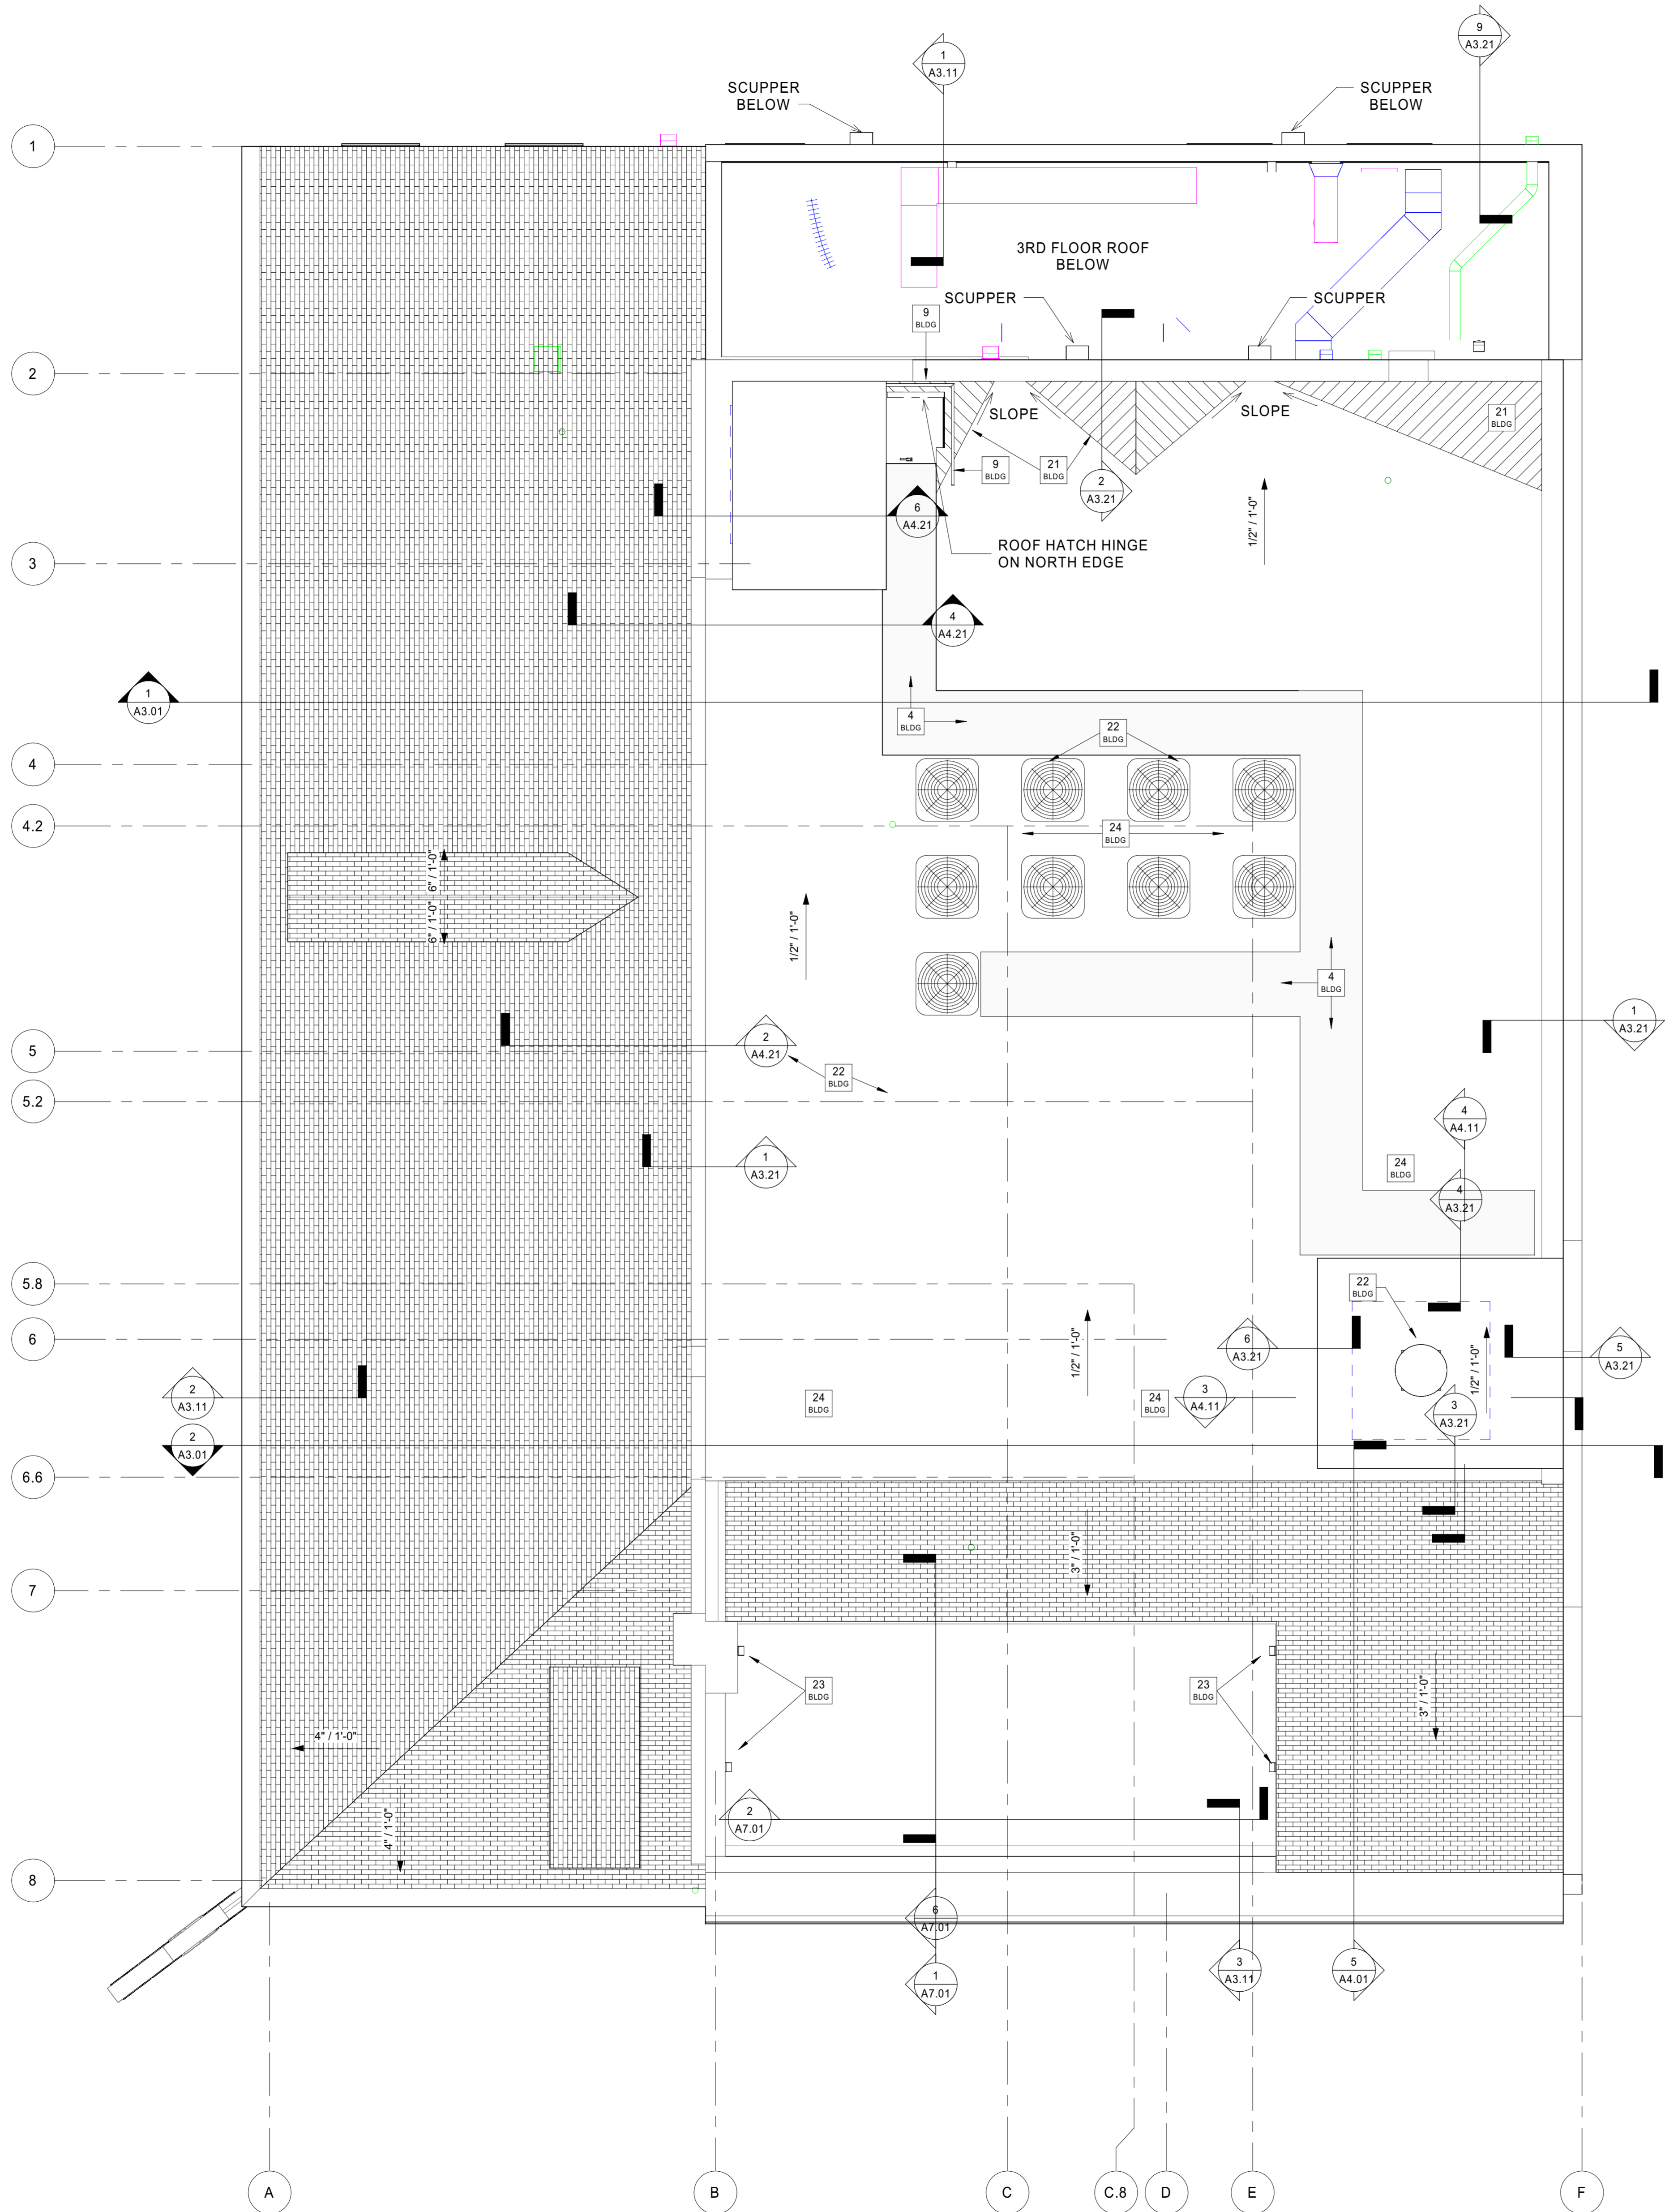 9
A3.21
1
A3.11
SCUPPER
BELOW
SCUPPER
BELOW
1
3RD FLOOR ROOF
BELOW
SCUPPER
SCUPPER
9
BLDG
2
SLOPE
SLOPE
21
BLDG
9
BLDG
21
BLDG
2
A3.21
6
A4.21
1/2" / 1'-0"
ROOF HATCH HINGE
ON NORTH EDGE
3
4
A4.21
1
A3.01
4
BLDG
22
BLDG
4
4.2
24
BLDG
6" / 1'-0"
6" / 1'-0"
1/2" / 1'-0"
4
BLDG
1
A3.21
2
A4.21
5
22
BLDG
5.2
4
A4.11
1
A3.21
24
BLDG
4
A3.21
5.8
22
BLDG
6
1/2" / 1'-0"
6
A3.21
5
A3.21
1/2" / 1'-0"
2
A3.11
24
BLDG
24
BLDG
3
A4.11
3
A3.21
2
A3.01
6.6
3" / 1'-0"
7
23
BLDG
23
BLDG
3" / 1'-0"
4" / 1'-0"
4" / 1'-0"
2
A7.01
8
6
A7.01
1
A7.01
3
A3.11
5
A4.01
A
B
C
C.8
D
E
F